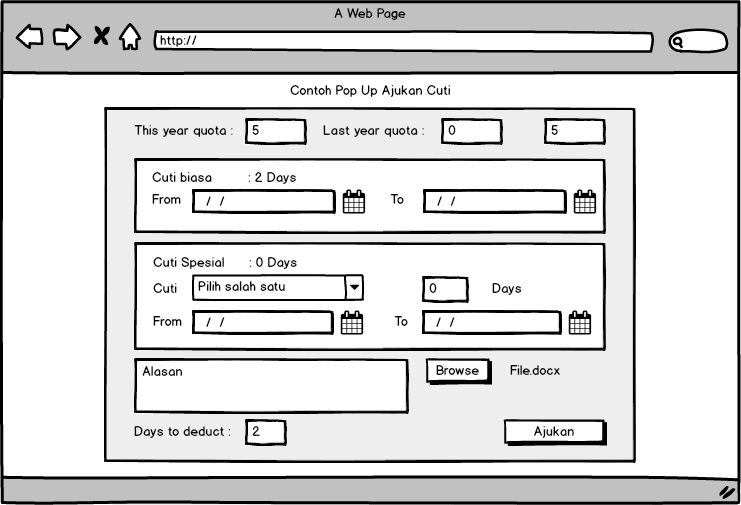 A Web Page
http://
Contoh Pop Up Ajukan Cuti
This year quota : 5 Last year quota : 0 5
Cuti biasa : 2 Days
From / / To / /
Cuti Spesial : 0 Days
Cuti Pilih salah satu 0 Days
From / / To / /
Alasan Browse File.docx
Days to deduct : 2 Ajukan